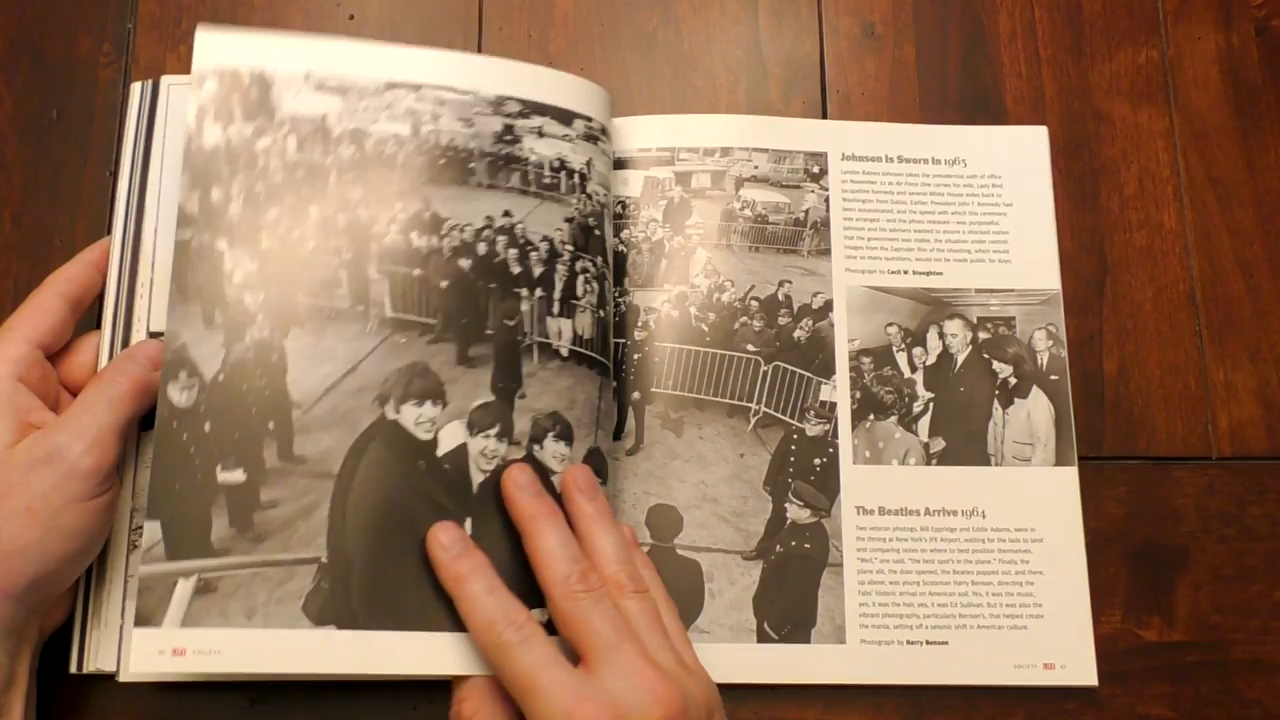 Johnson Is Sworn In 1963
Lyndon Baines Johnson takes the presidential oath of office
on November 22 as Air Force One carries his wife, Lady Bird,
Jacqueline Kennedy and several White House aides back to
Washington from Dallas. Earlier, President John F. Kennedy had
been assassinated, and the speed with which this ceremony
was arranged—and the photo released—was purposeful.
Johnson and his advisers wanted to assure a shocked nation
that the government was stable, the situation under control.
Images from the Zapruder film of the shooting, which would
raise so many questions, would not be made public for days.
Photograph by Cecil W. Stoughton
The Beatles Arrive 1964
Two veteran photogs, Bill Eppridge and Eddie Adams, were in
the throng at New York's JFK Airport, waiting for the lads to land
and comparing notes on where to best position themselves.
"Well," one said, "the best spot's in the plane." Finally, the
plane alit, the door opened, the Beatles popped out, and there,
up above, was young Scotsman Harry Benson, directing the
Fabs' historic arrival on American soil. Yes, it was the music,
yes, it was the hair, yes, it was Ed Sullivan. But it was also the
vibrant photography, particularly Benson's, that helped create
the mania, setting off a seismic shift in American culture.
Photograph by Harry Benson
LIFE SOCIETY
SOCIETY LIFE